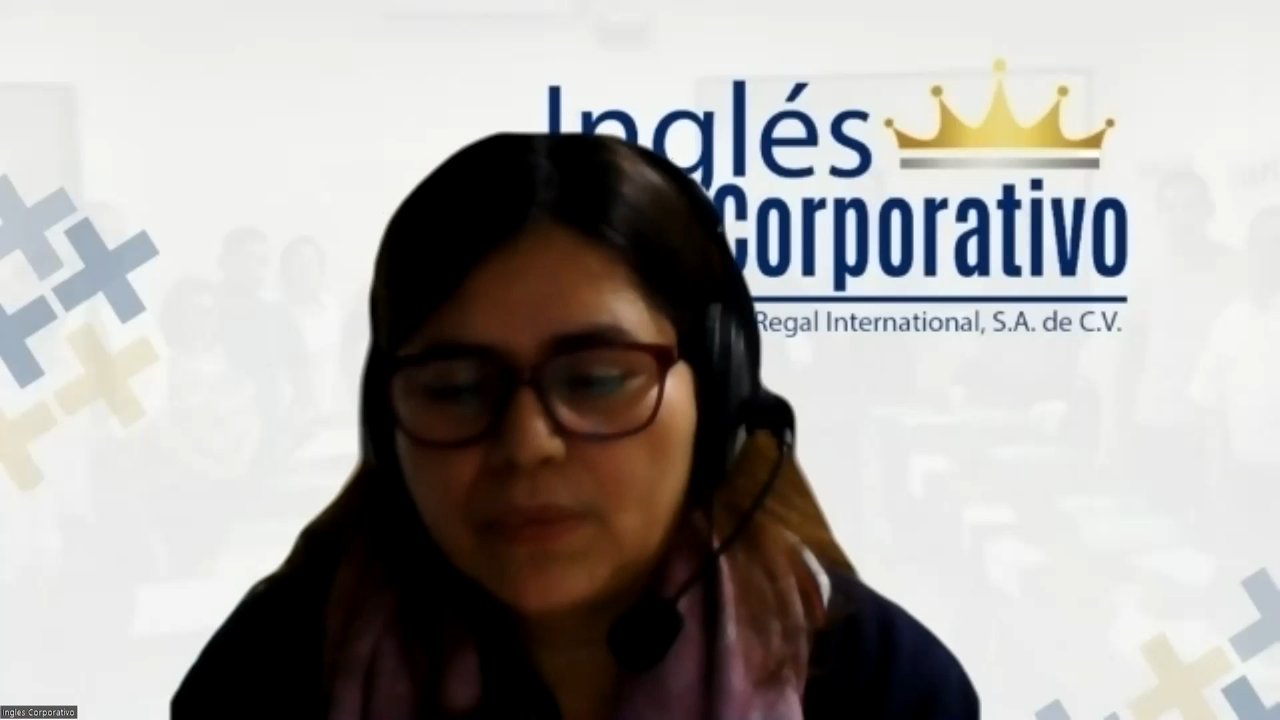 Inglés
Corporativo
Regal International, S.A. de C.V.
Ingles Corporativo